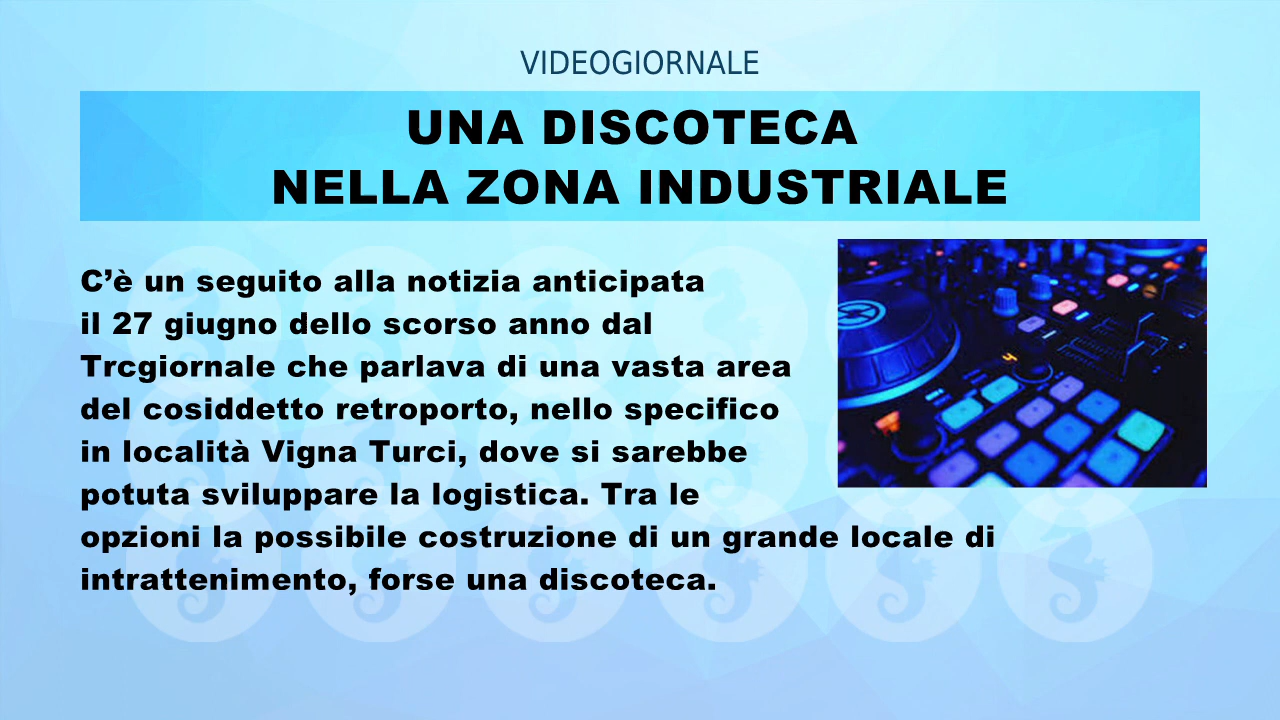 VIDEOGIORNALE
UNA DISCOTECA
NELLA ZONA INDUSTRIALE
C’è un seguito alla notizia anticipata
il 27 giugno dello scorso anno dal
Trcgiornale che parlava di una vasta area
del cosiddetto retroporto, nello specifico
in località Vigna Turci, dove si sarebbe
potuta sviluppare la logistica. Tra le
opzioni la possibile costruzione di un grande locale di
intrattenimento, forse una discoteca.